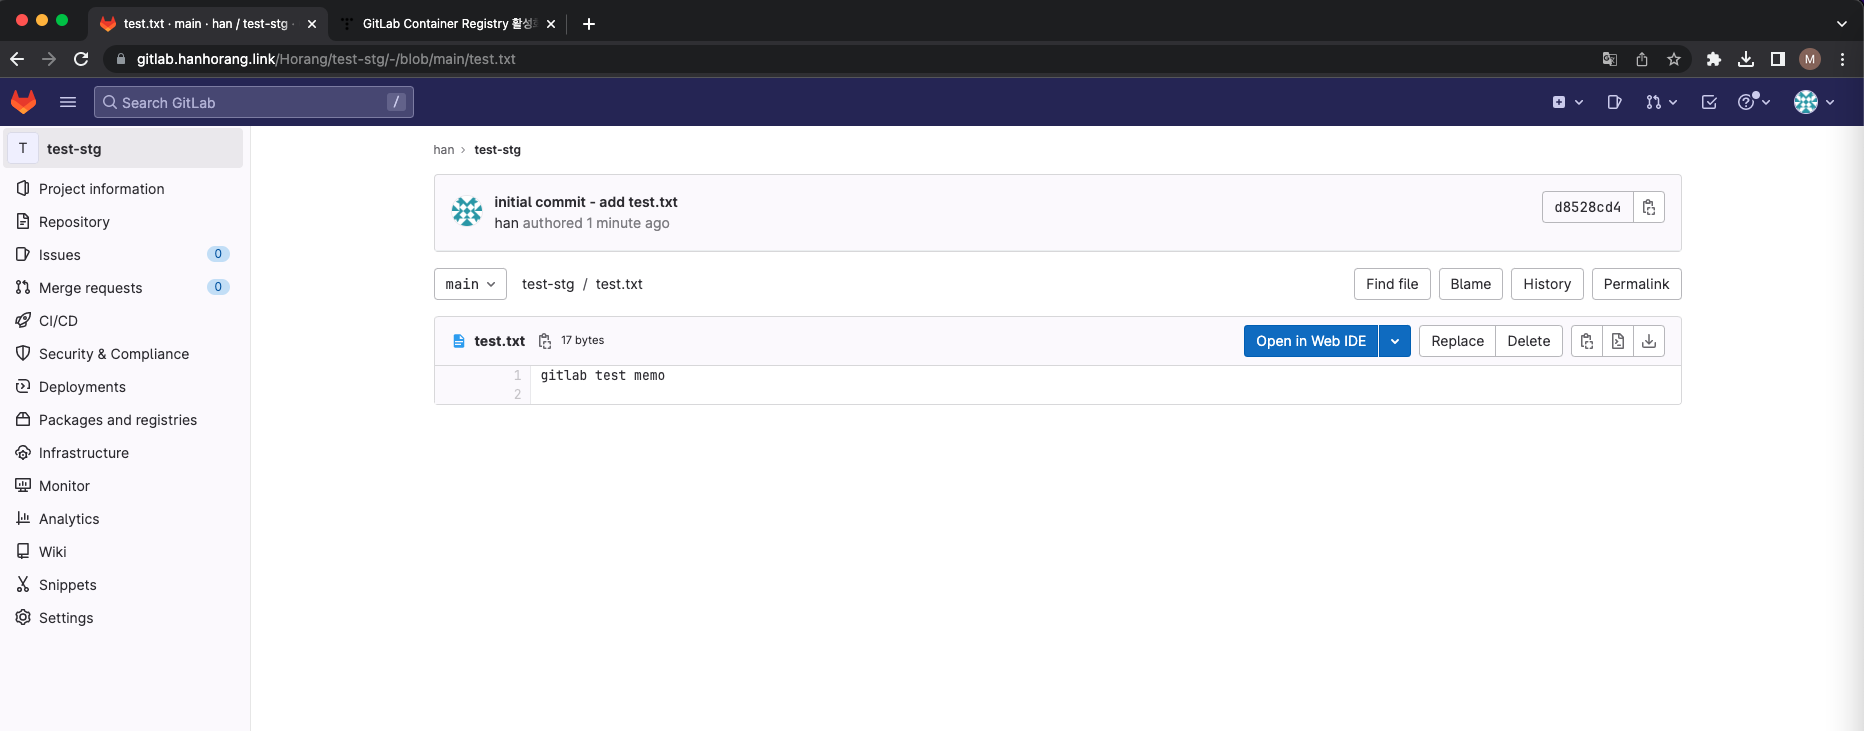 test.txt · main · han / test-stg ·
GitLab Container Registry 활성화
gitlab.hanhorang.link/Horang/test-stg/-/blob/main/test.txt
M
Search GitLab /
T test-stg
Project information
Repository
Issues 0
Merge requests 0
CI/CD
Security & Compliance
Deployments
Packages and registries
Infrastructure
Monitor
Analytics
Wiki
Snippets
Settings
han › test-stg
initial commit - add test.txt
han authored 1 minute ago
d8528cd4
main test-stg / test.txt
Find file Blame History Permalink
test.txt 17 bytes
Open in Web IDE Replace Delete
1 gitlab test memo
2